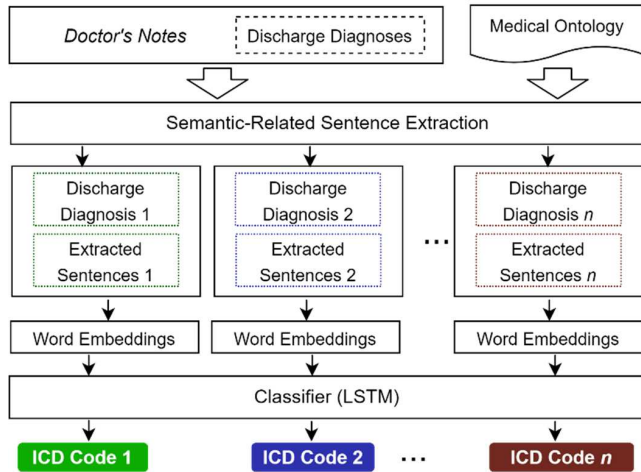 Doctor's Notes
Discharge Diagnoses
Medical Ontology
Semantic-Related Sentence Extraction
Discharge
Diagnosis 1
Extracted
Sentences 1
Discharge
Diagnosis 2
Extracted
Sentences 2
...
Discharge
Diagnosis n
Extracted
Sentences n
Word Embeddings
Word Embeddings
Word Embeddings
Classifier (LSTM)
ICD Code 1
ICD Code 2
...
ICD Code n